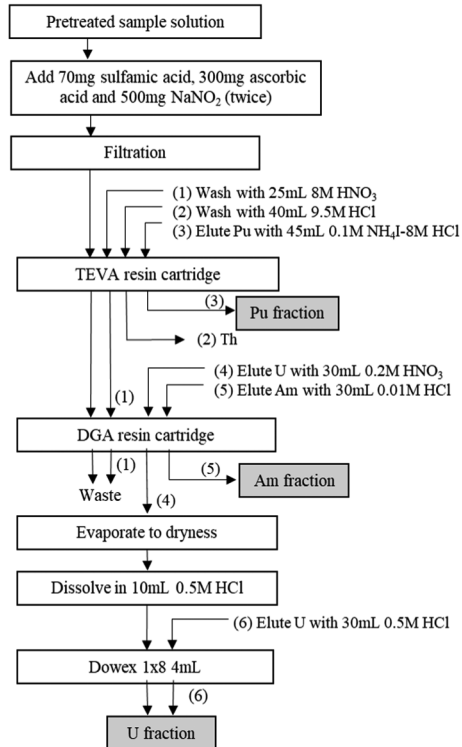 Pretreated sample solution
Add 70mg sulfamic acid, 300mg ascorbic
acid and 500mg NaNO₂ (twice)
Filtration
(1) Wash with 25mL 8M HNO₃
(2) Wash with 40mL 9.5M HCl
(3) Elute Pu with 45mL 0.1M NH₄I-8M HCl
TEVA resin cartridge
(3)
Pu fraction
(2) Th
(4) Elute U with 30mL 0.2M HNO₃
(5) Elute Am with 30mL 0.01M HCl
(1)
DGA resin cartridge
(1)
(5)
Am fraction
Waste
(4)
Evaporate to dryness
Dissolve in 10mL 0.5M HCl
(6) Elute U with 30mL 0.5M HCl
Dowex 1x8 4mL
(6)
U fraction